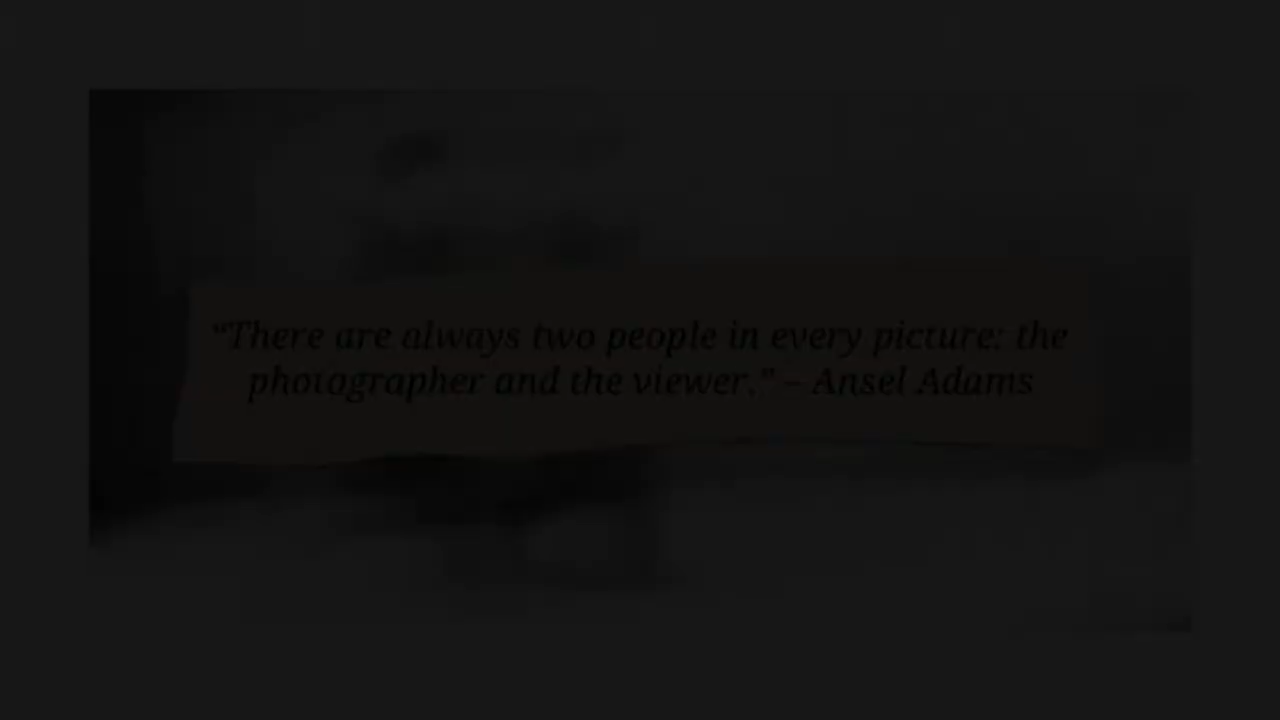 “There are always two people in every picture: the
photographer and the viewer.” – Ansel Adams